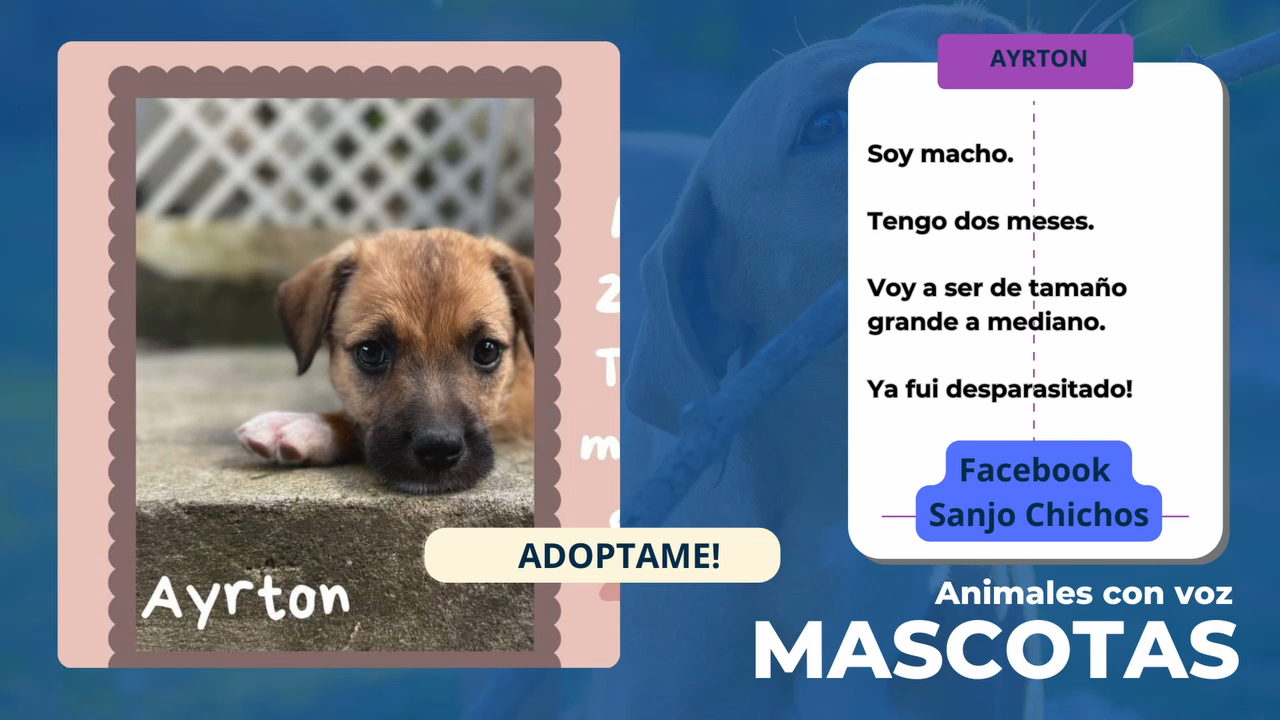 Ayrton
ADOPTAME!
AYRTON
Soy macho.
Tengo dos meses.
Voy a ser de tamaño
grande a mediano.
Ya fui desparasitado!
Facebook
Sanjo Chichos
Animales con voz
MASCOTAS